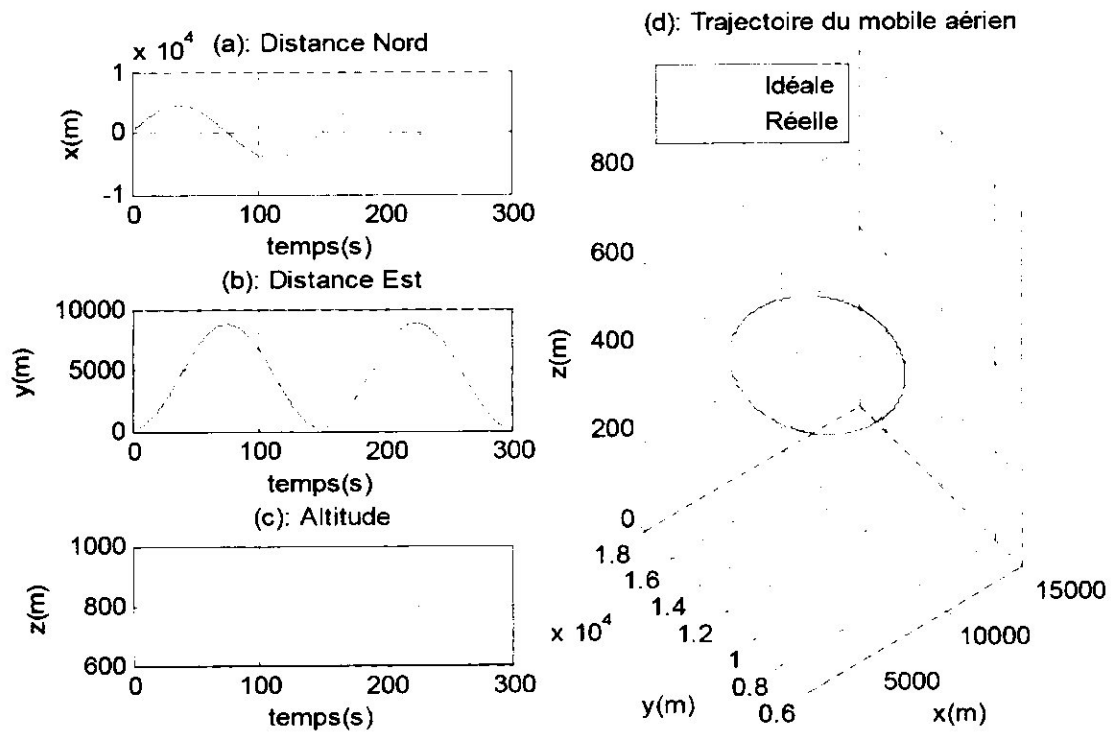 x 10^4
(a): Distance Nord
1
0
-1
x(m)
0 100 200 300
temps(s)
(b): Distance Est
10000
5000
0
y(m)
0 100 200 300
temps(s)
(c): Altitude
1000
800
600
z(m)
0 100 200 300
temps(s)
(d): Trajectoire du mobile aérien
Idéale
Réelle
800
600
400
200
0
z(m)
1.8
1.6
1.4
1.2
1
0.8
0.6
x 10^4
y(m)
5000
10000
15000
x(m)